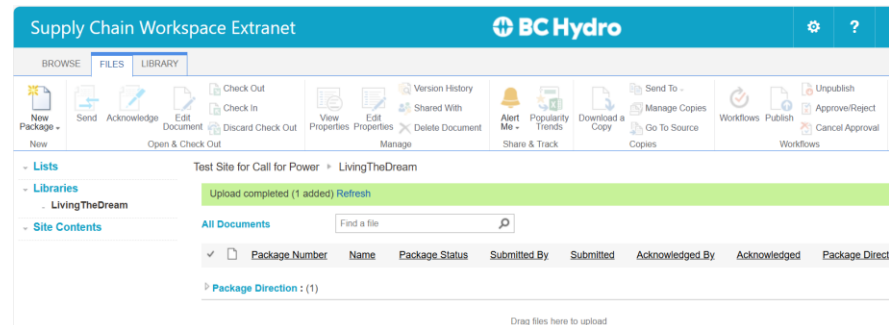 Supply Chain Workspace Extranet
BC Hydro
?
BROWSE FILES LIBRARY
New Package
Send
Acknowledge
Edit Document
Check Out
Check In
Discard Check Out
View Properties
Edit Properties
Version History
Shared With
Delete Document
Alert Me
Popularity Trends
Download a Copy
Send To
Manage Copies
Go To Source
Workflows
Publish
Unpublish
Approve/Reject
Cancel Approval
New
Open & Check Out
Manage
Share & Track
Copies
Workflows
Lists
Libraries
LivingTheDream
Site Contents
Test Site for Call for Power LivingTheDream
Upload completed (1 added) Refresh
All Documents
Find a file
Package Number Name Package Status Submitted By Submitted Acknowledged By Acknowledged Package Direct
Package Direction : (1)
Drag files here to upload